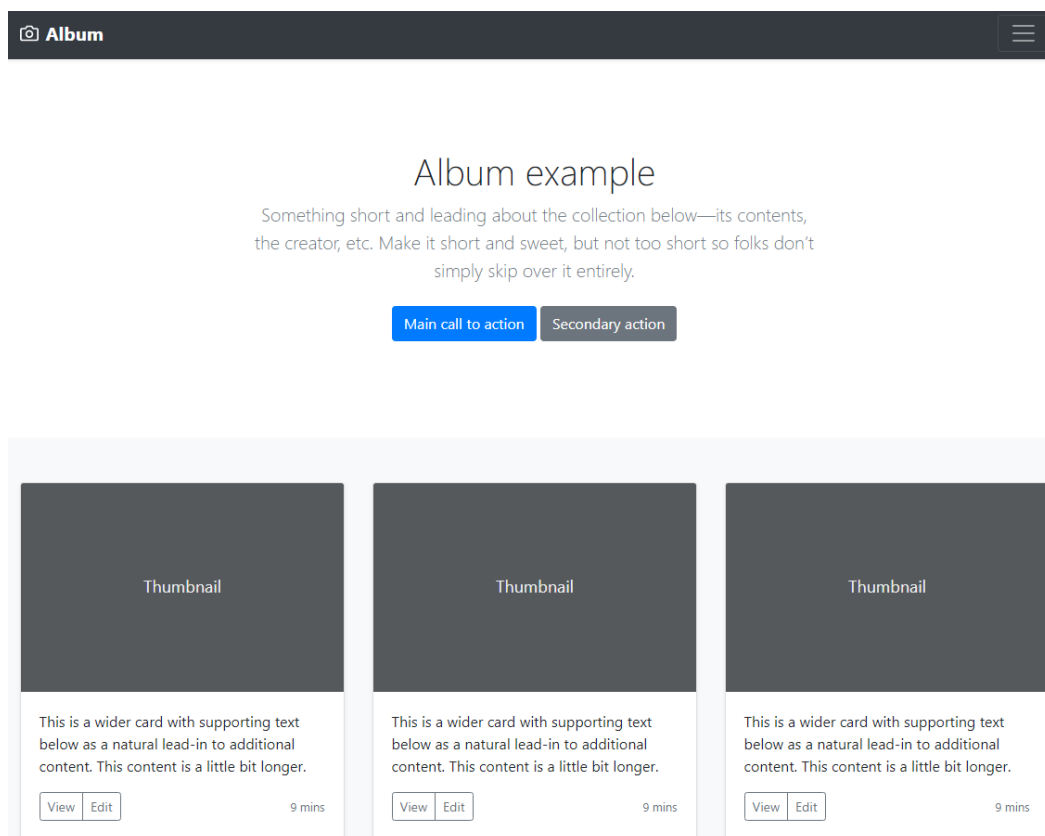 Album
Album example
Something short and leading about the collection below—its contents,
the creator, etc. Make it short and sweet, but not too short so folks don’t
simply skip over it entirely.
Main call to action Secondary action
Thumbnail
This is a wider card with supporting text
below as a natural lead-in to additional
content. This content is a little bit longer.
View Edit 9 mins
Thumbnail
This is a wider card with supporting text
below as a natural lead-in to additional
content. This content is a little bit longer.
View Edit 9 mins
Thumbnail
This is a wider card with supporting text
below as a natural lead-in to additional
content. This content is a little bit longer.
View Edit 9 mins